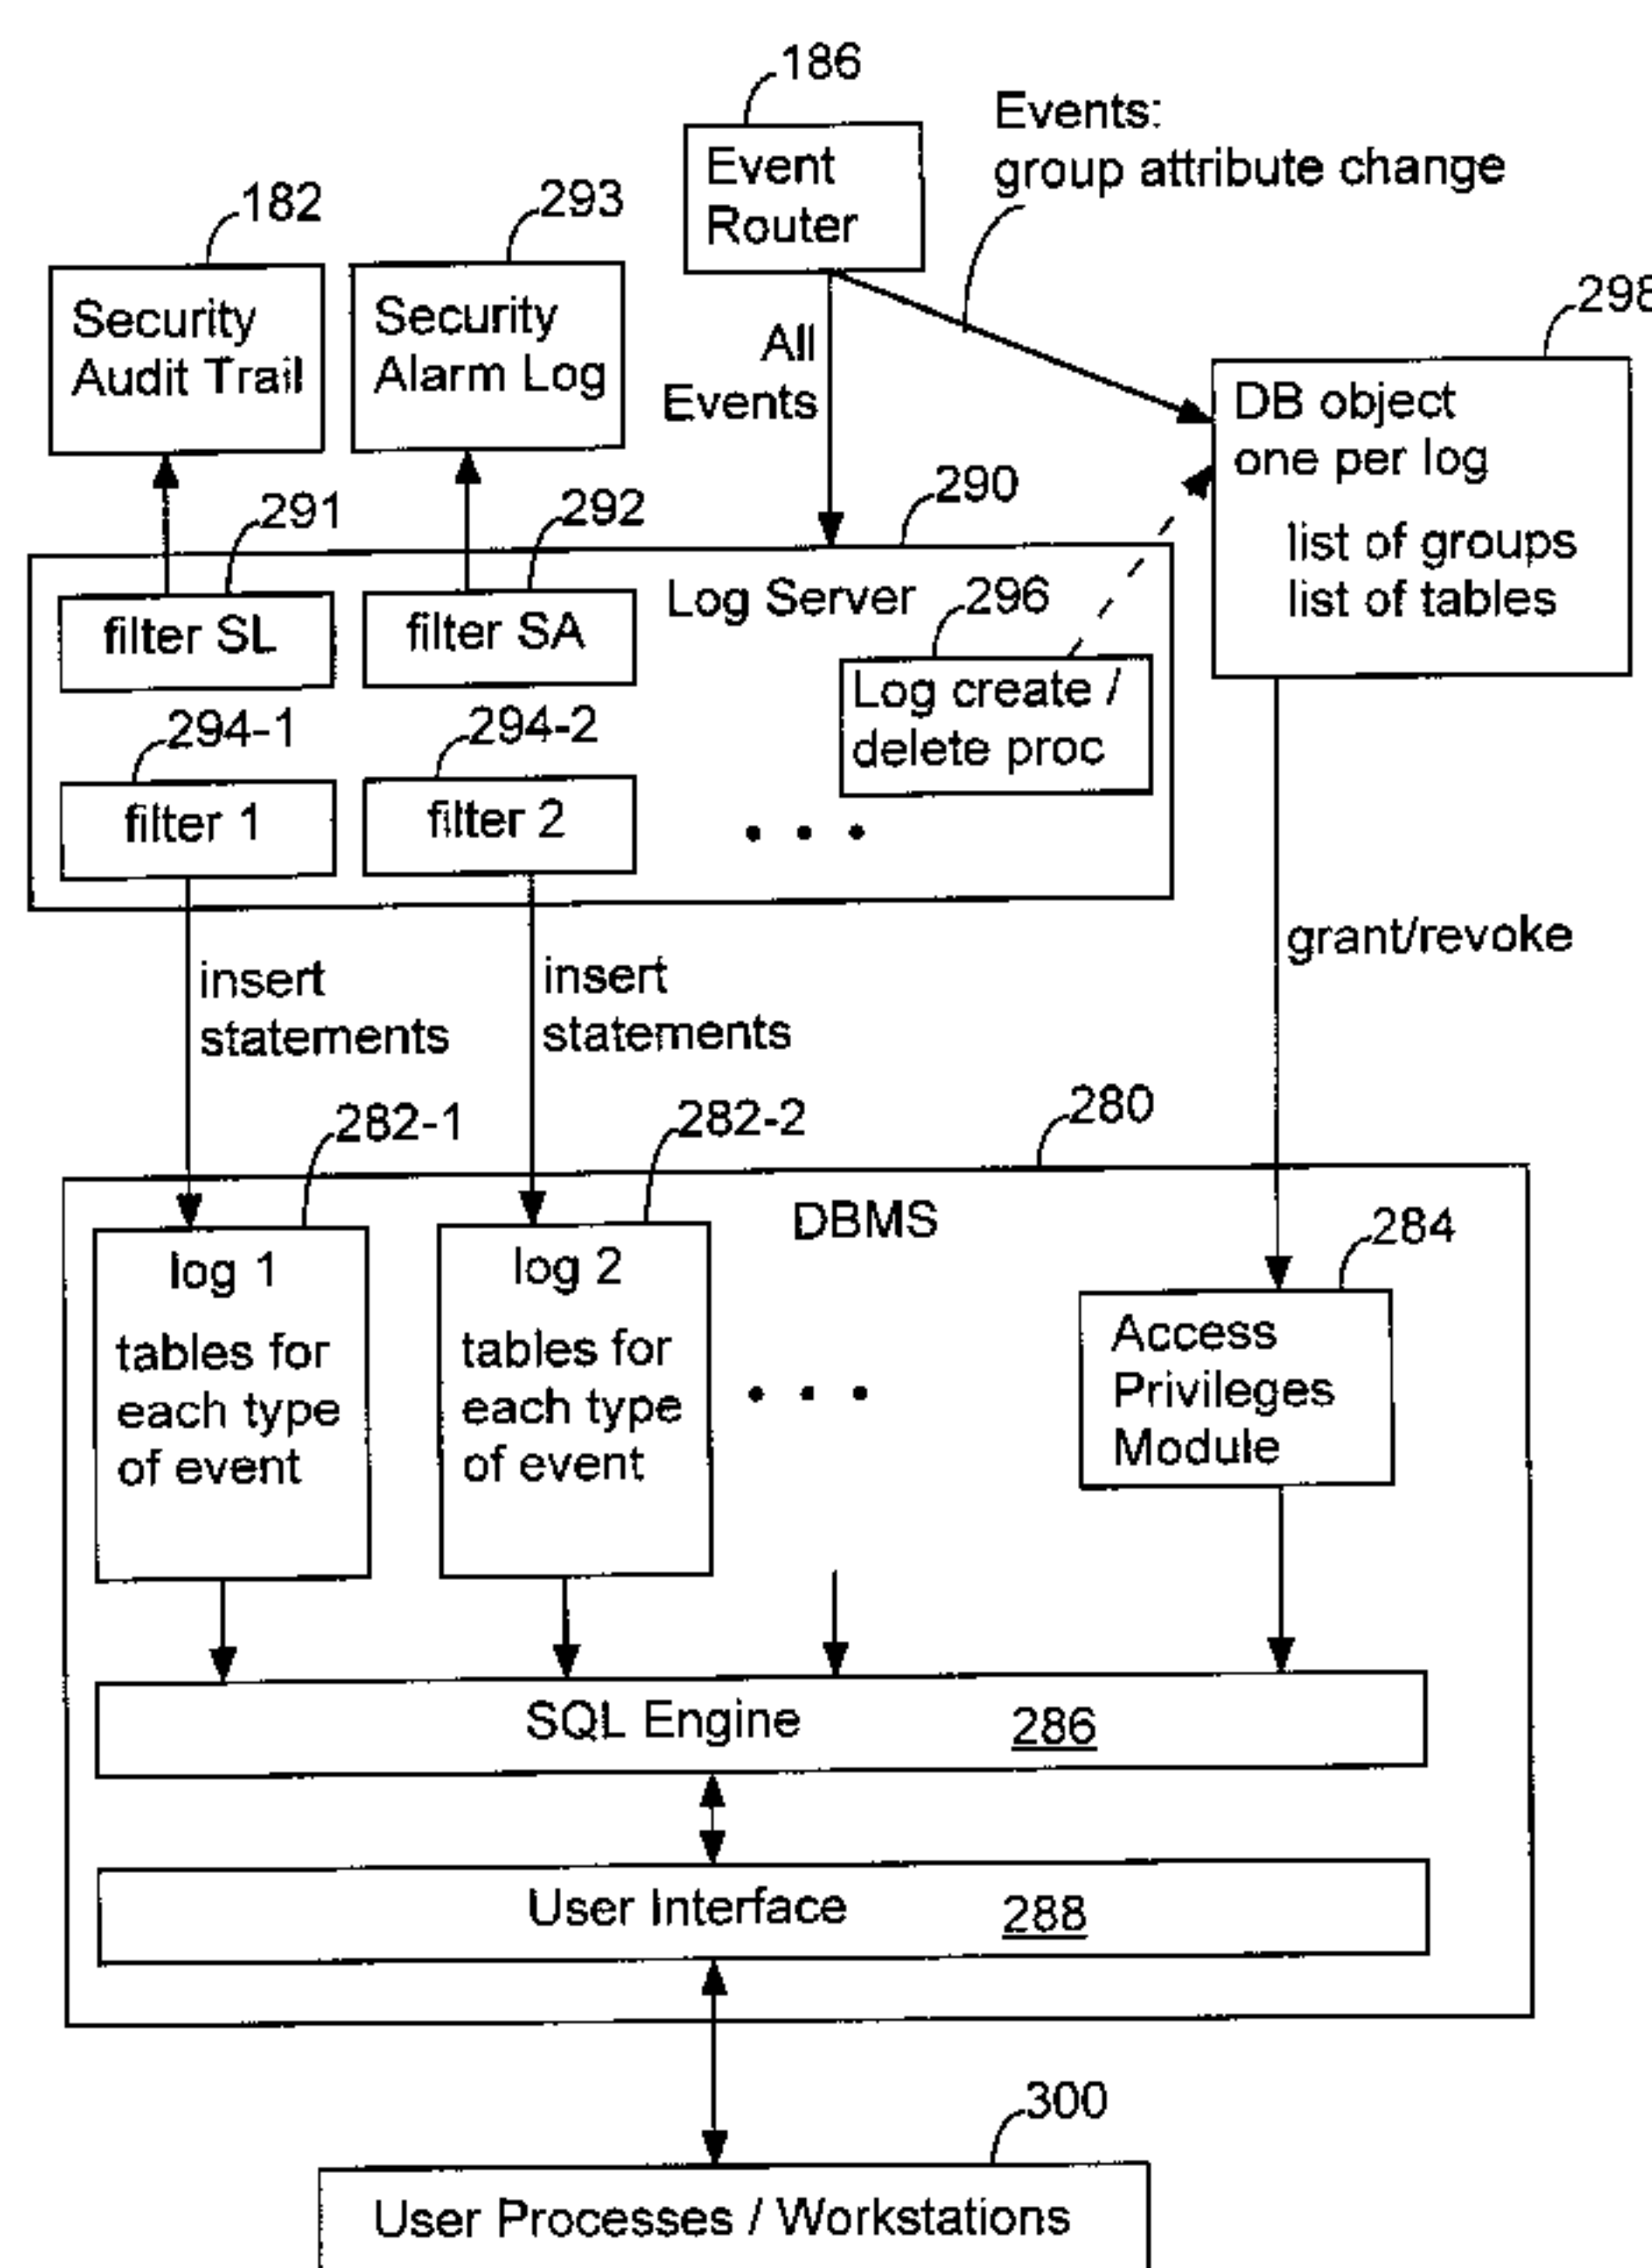 186
Event
Router
Events:
group attribute change
182
Security
Audit Trail
293
Security
Alarm Log
All
Events
298
DB object
one per log
list of groups
list of tables
291
292
290
filter SL
filter SA
Log Server
296
Log create /
delete proc
294-1
294-2
filter 1
filter 2
• • •
insert
statements
insert
statements
grant/revoke
282-1
282-2
280
DBMS
284
log 1
tables for
each type
of event
log 2
tables for
each type
of event
• • •
Access
Privileges
Module
SQL Engine 286
User Interface 288
300
User Processes / Workstations